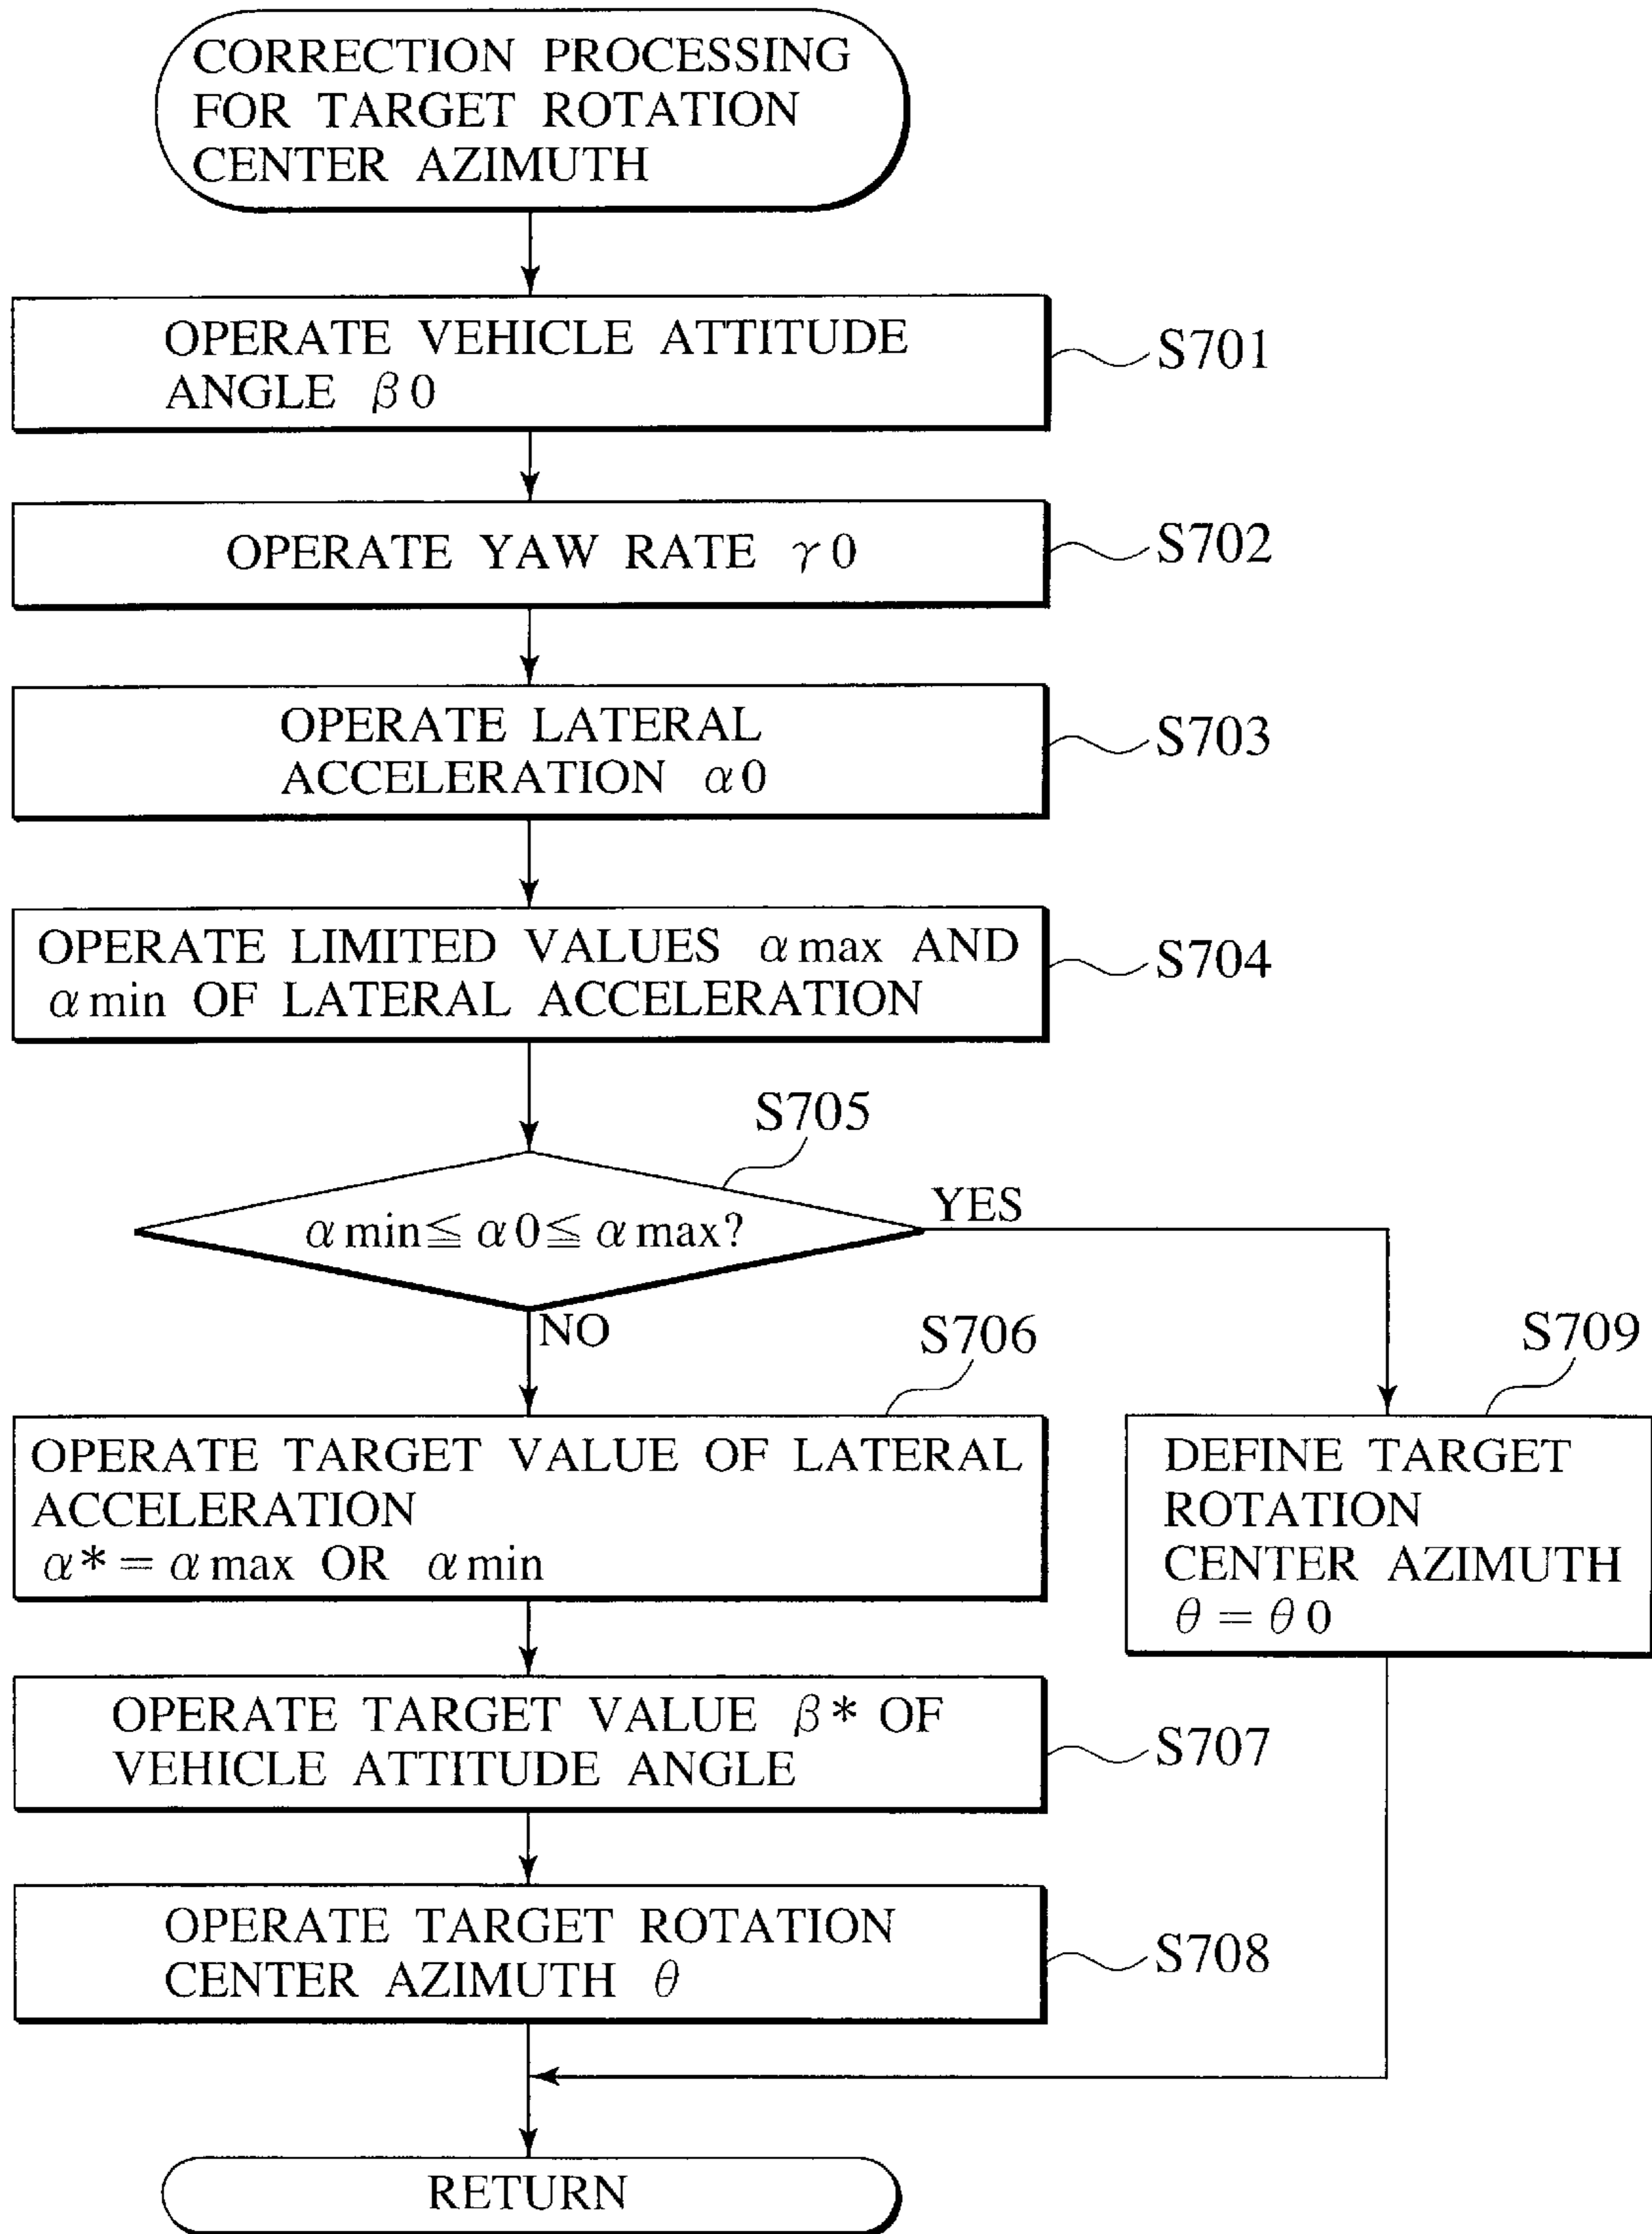 CORRECTION PROCESSING
FOR TARGET ROTATION
CENTER AZIMUTH
OPERATE VEHICLE ATTITUDE
ANGLE β0
S701
OPERATE YAW RATE γ0
S702
OPERATE LATERAL
ACCELERATION α0
S703
OPERATE LIMITED VALUES αmax AND
αmin OF LATERAL ACCELERATION
S704
S705
αmin≦α0≦αmax?
YES
NO
S706
OPERATE TARGET VALUE OF LATERAL
ACCELERATION
α*=αmax OR αmin
S709
DEFINE TARGET
ROTATION
CENTER AZIMUTH
θ=θ0
OPERATE TARGET VALUE β* OF
VEHICLE ATTITUDE ANGLE
S707
OPERATE TARGET ROTATION
CENTER AZIMUTH θ
S708
RETURN